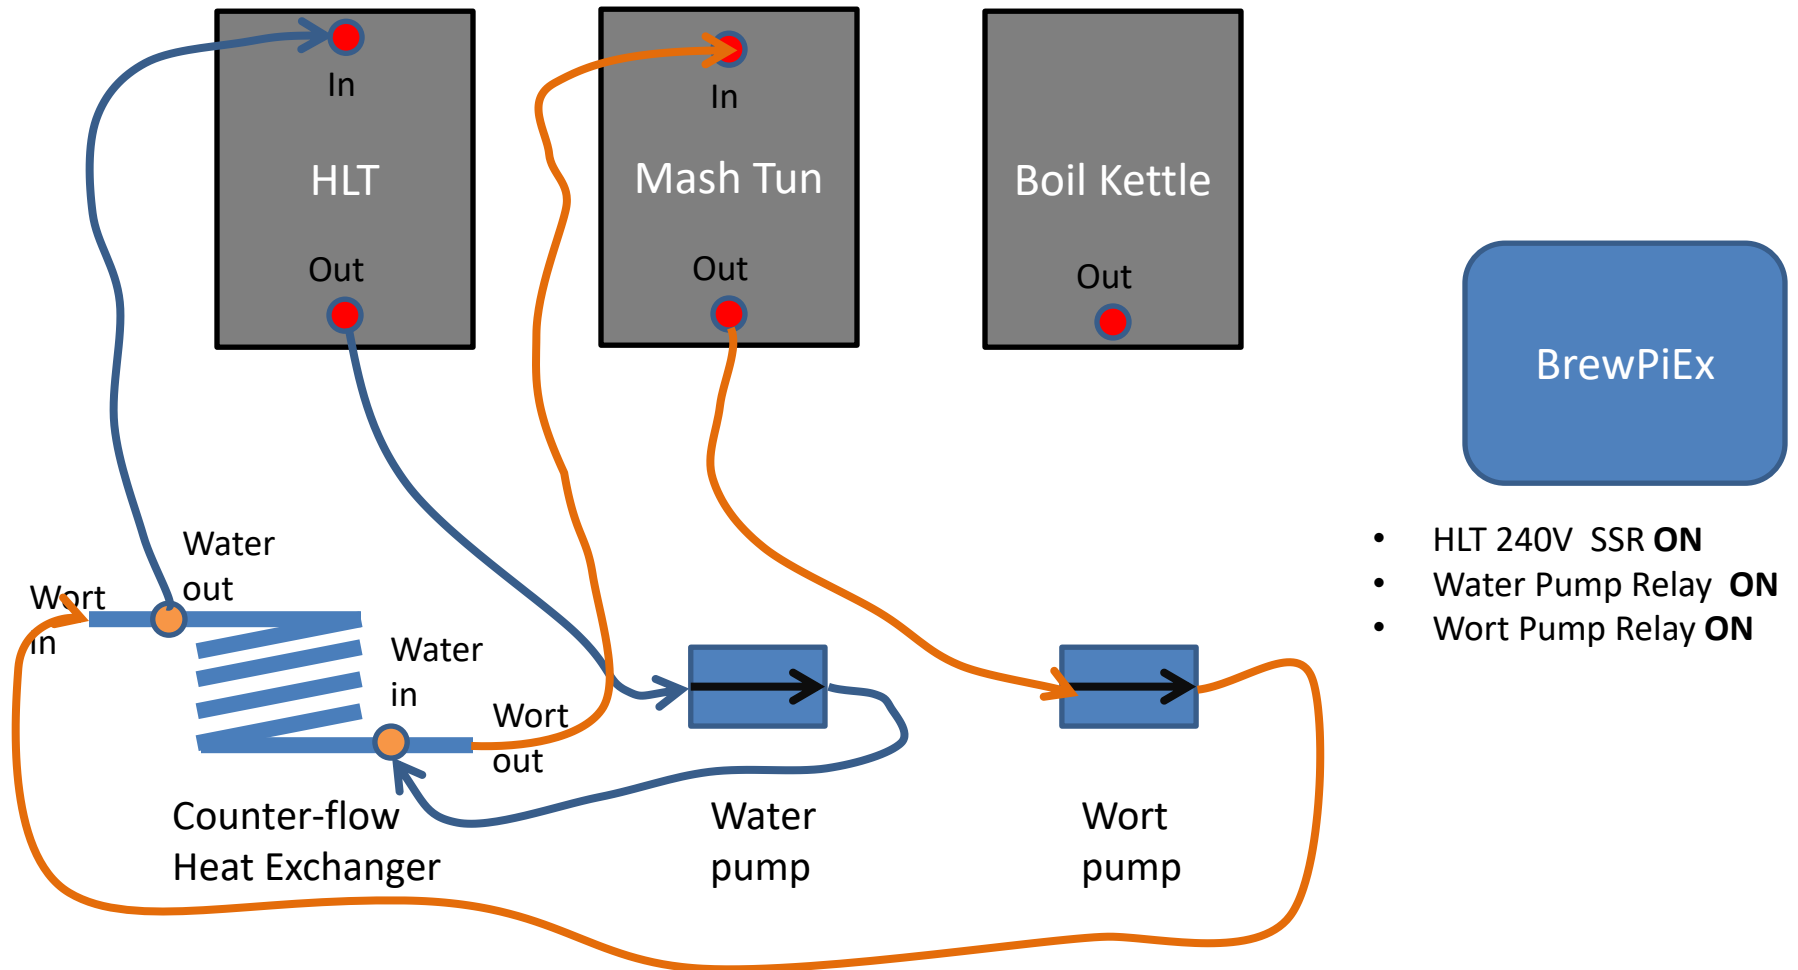 In
HLT
Out
In
Mash Tun
Out
Boil Kettle
Out
BrewPiEx
• HLT 240V SSR ON
• Water Pump Relay ON
• Wort Pump Relay ON
Water
out
Wort
in
Water
in
Wort
out
Counter-flow
Heat Exchanger
Water
pump
Wort
pump